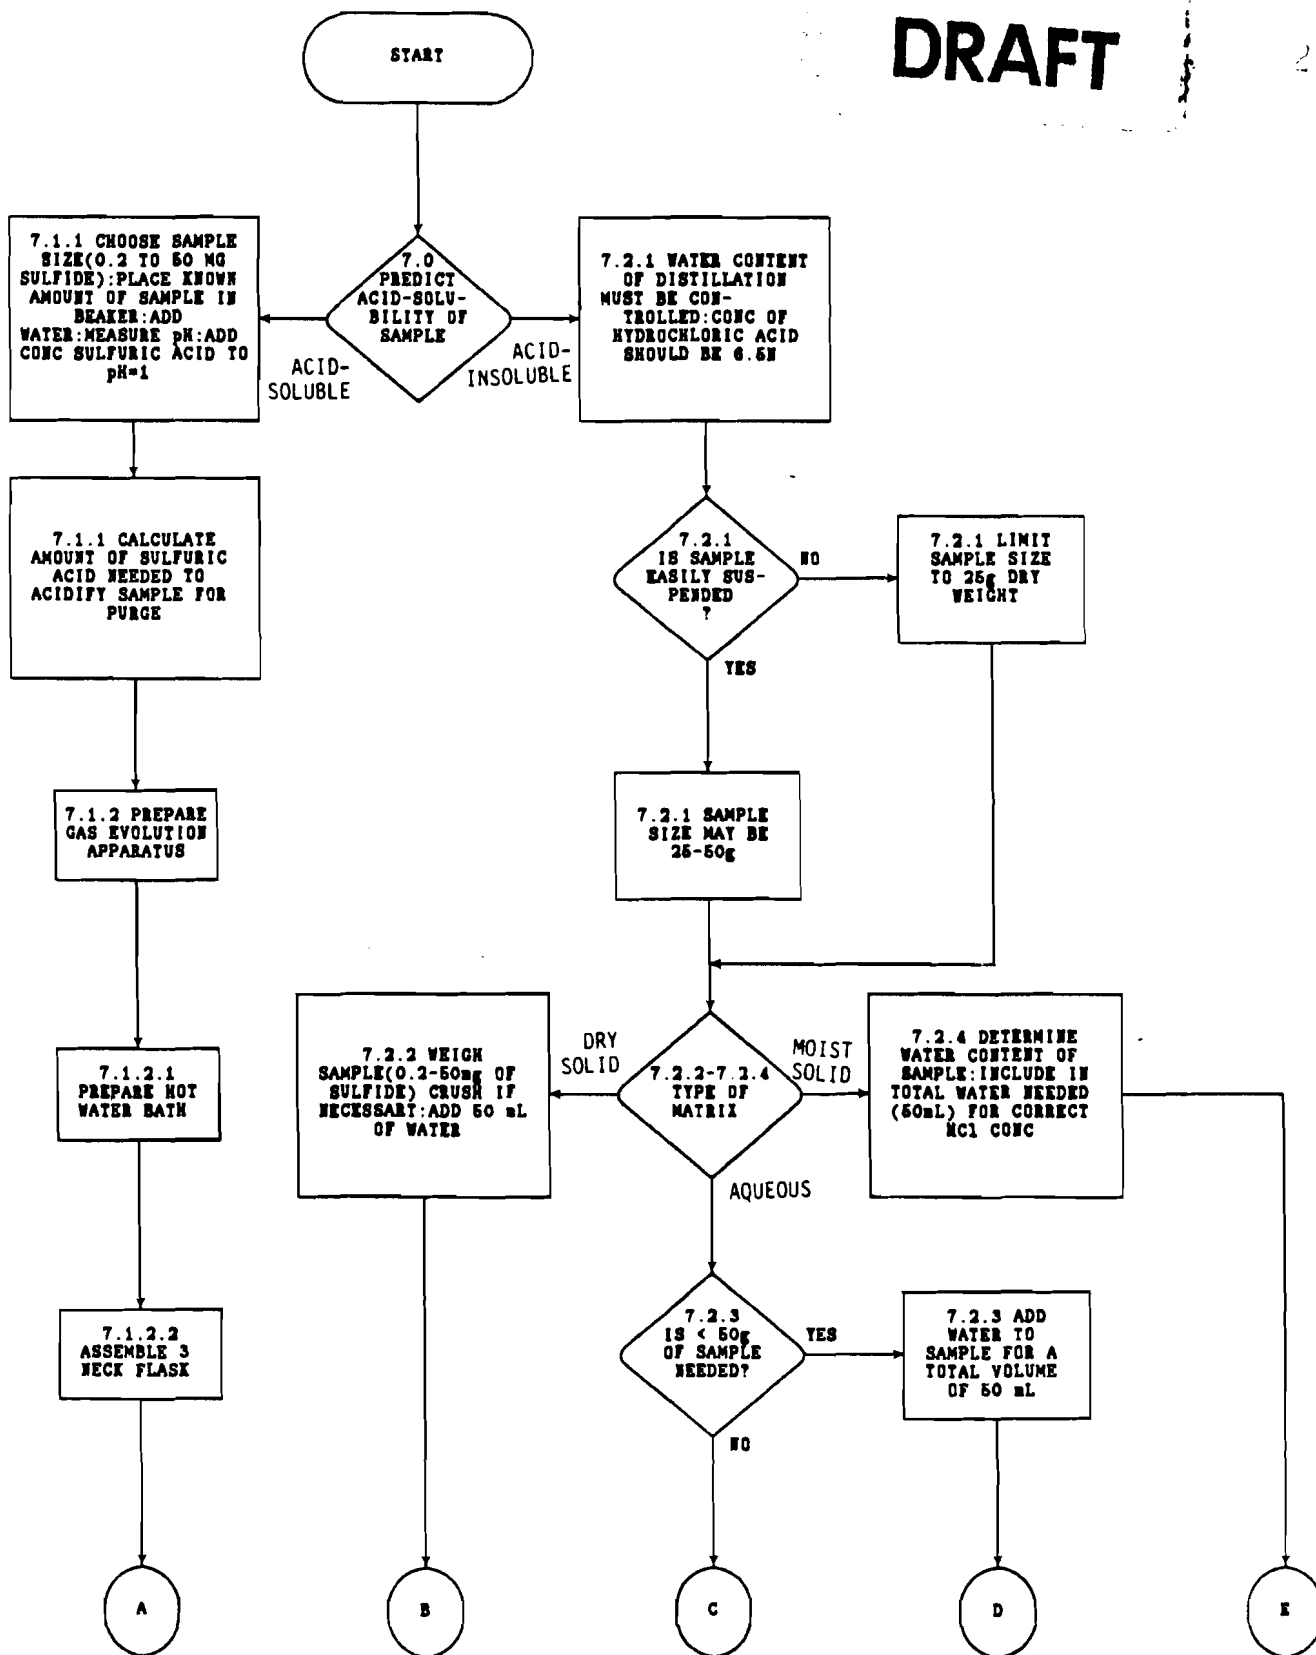 DRAFT
2
START
7.1.1 CHOOSE SAMPLE
SIZE(0.2 TO 50 MG
SULFIDE):PLACE KNOWN
AMOUNT OF SAMPLE IN
BEAKER:ADD
WATER:MEASURE pH:ADD
CONC SULFURIC ACID TO
pH=1
7.0
PREDICT
ACID-SOLU-
BILITY OF
SAMPLE
ACID-
SOLUBLE
ACID-
INSOLUBLE
7.2.1 WATER CONTENT
OF DISTILLATION
MUST BE CON-
TROLLED:CONC OF
HYDROCHLORIC ACID
SHOULD BE 6.5N
7.1.1 CALCULATE
AMOUNT OF SULFURIC
ACID NEEDED TO
ACIDIFY SAMPLE FOR
PURGE
7.2.1
IS SAMPLE
EASILY SUS-
PENDED
?
NO
YES
7.2.1 LIMIT
SAMPLE SIZE
TO 25g DRY
WEIGHT
7.1.2 PREPARE
GAS EVOLUTION
APPARATUS
7.2.1 SAMPLE
SIZE MAY BE
25-50g
7.1.2.1
PREPARE HOT
WATER BATH
7.2.2 WEIGH
SAMPLE(0.2-50mg OF
SULFIDE) CRUSH IF
NECESSART:ADD 50 mL
OF WATER
DRY
SOLID
7.2.2-7.2.4
TYPE OF
MATRIX
MOIST
SOLID
AQUEOUS
7.2.4 DETERMINE
WATER CONTENT OF
SAMPLE:INCLUDE IN
TOTAL WATER NEEDED
(50mL) FOR CORRECT
HCl CONC
7.1.2.2
ASSEMBLE 3
NECK FLASK
7.2.3
IS < 50g
OF SAMPLE
NEEDED?
YES
NO
7.2.3 ADD
WATER TO
SAMPLE FOR A
TOTAL VOLUME
OF 50 mL
A
B
C
D
E